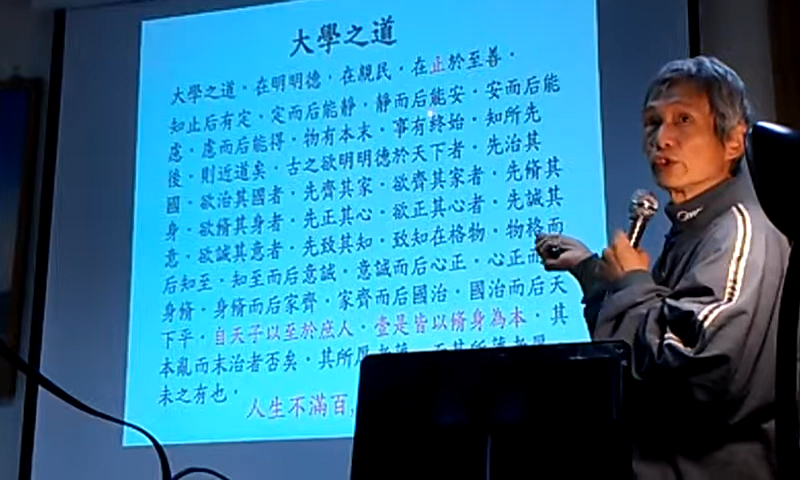 大學之道
大學之道．在明明德．在親民．在止於至善．
知止后有定．定而后能靜．靜而后能安．安而后能
慮．慮而后能得．物有本末．事有終始．知所先
後．則近道矣．古之欲明明德於天下者．先治其
國．欲治其國者．先齊其家．欲齊其家者．先脩其
身．欲脩其身者．先正其心．欲正其心者．先誠其
意．欲誠其意者．先致其知．致知在格物．物格而
后知至．知至而后意誠．意誠而后心正．心正而
身脩．身脩而后家齊．家齊而后國治．國治而后天
下平．自天子以至於庶人．壹是皆以脩身為本．其
本亂而末治者否矣．其所厚者
未之有也．
人生不滿百,